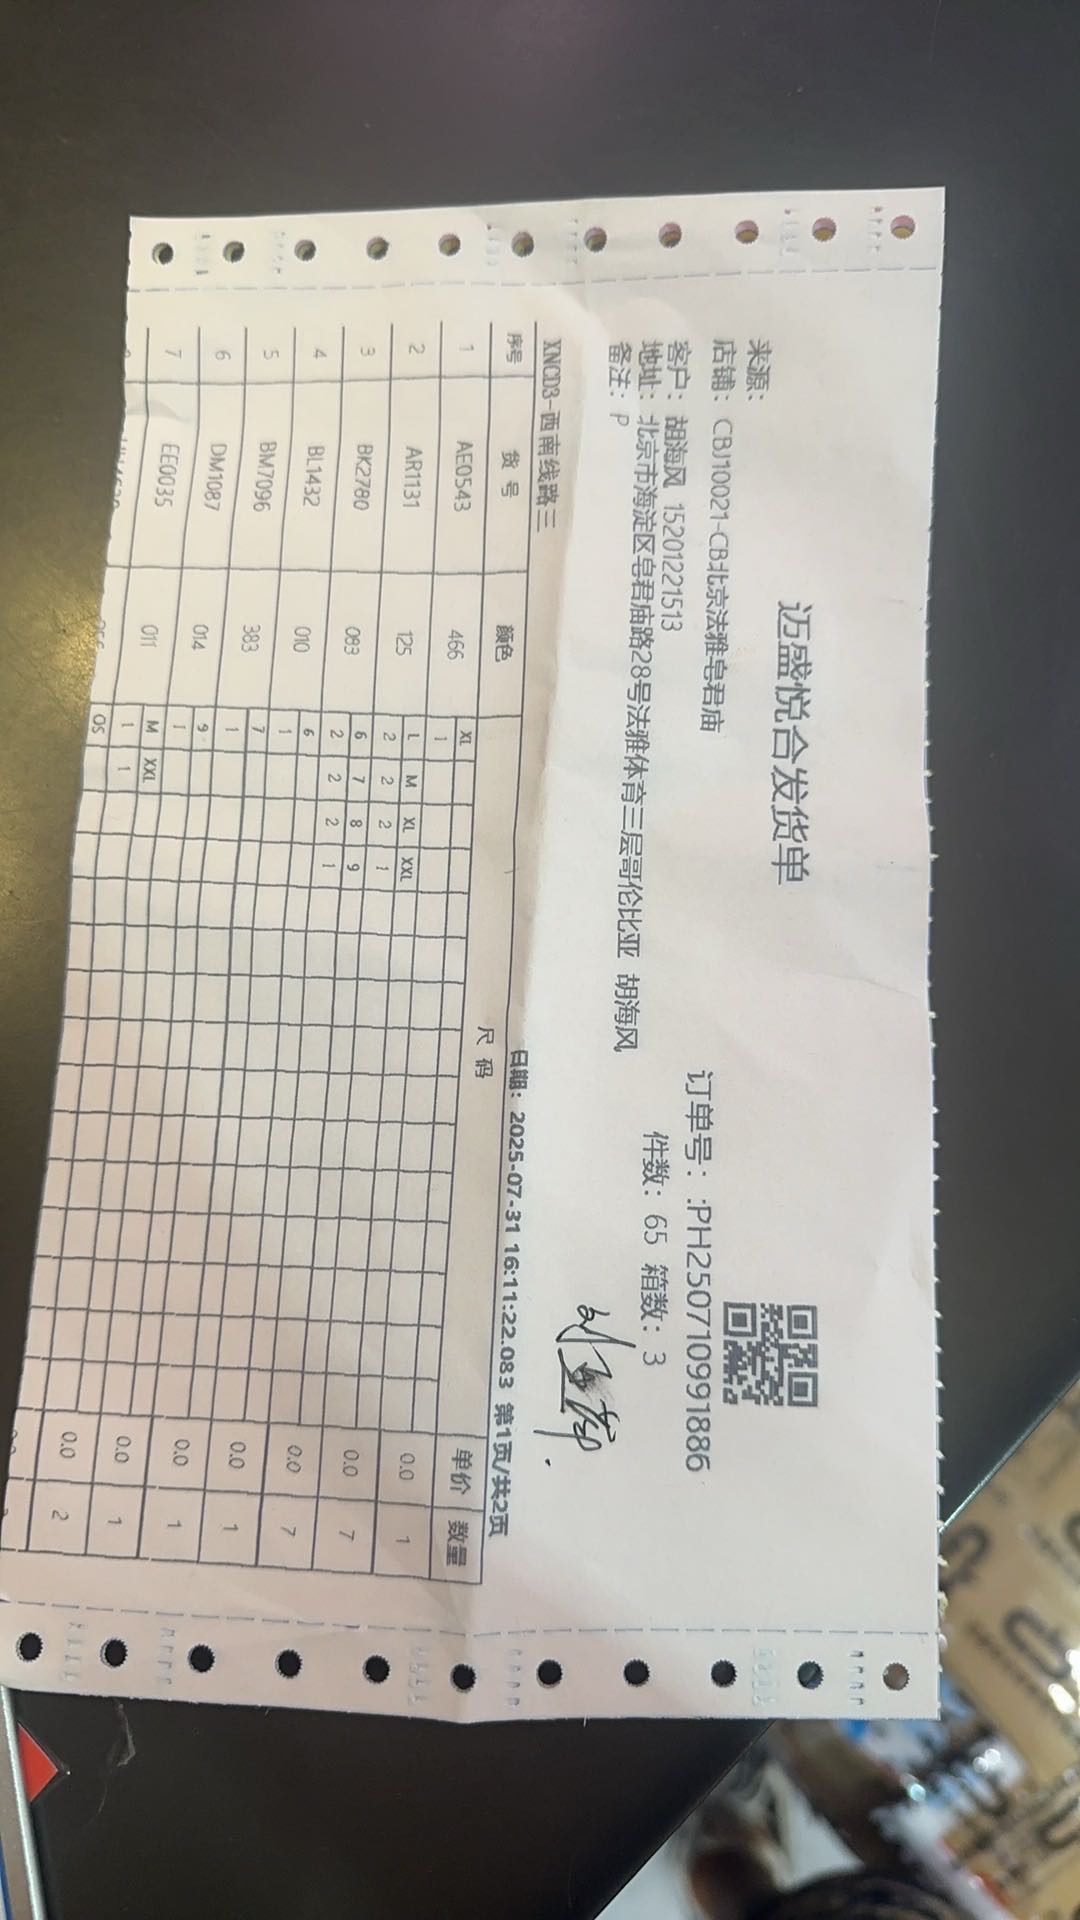 迈盛悦合发货单
来源:
店铺: CBJ10021-CB北京法雅皂君庙
订单号: :PH250710991886
客户: 胡海风 15201221513
件数: 65 箱数: 3
地址: 北京市海淀区皂君庙路28号法雅体育三层哥伦比亚 胡海风
备注: P
XNCD3-西南线路三
日期: 2025-07-31 16:11:22.083 第1页/共2页
序号 货 号 颜色 尺 码 单价 数量
XL
1 AE0543 466 1 0.0 1
L M XL XXL
2 AR1131 125 2 2 2 1 0.0 7
6 7 8 9
3 BK2780 083 2 2 2 1 0.0 7
6
4 BL1432 010 1 0.0 1
7
5 BM7096 383 1 0.0 1
9
6 DM1087 014 1 0.0 1
M XXL
7 EE0035 011 1 1 0.0 2
OS